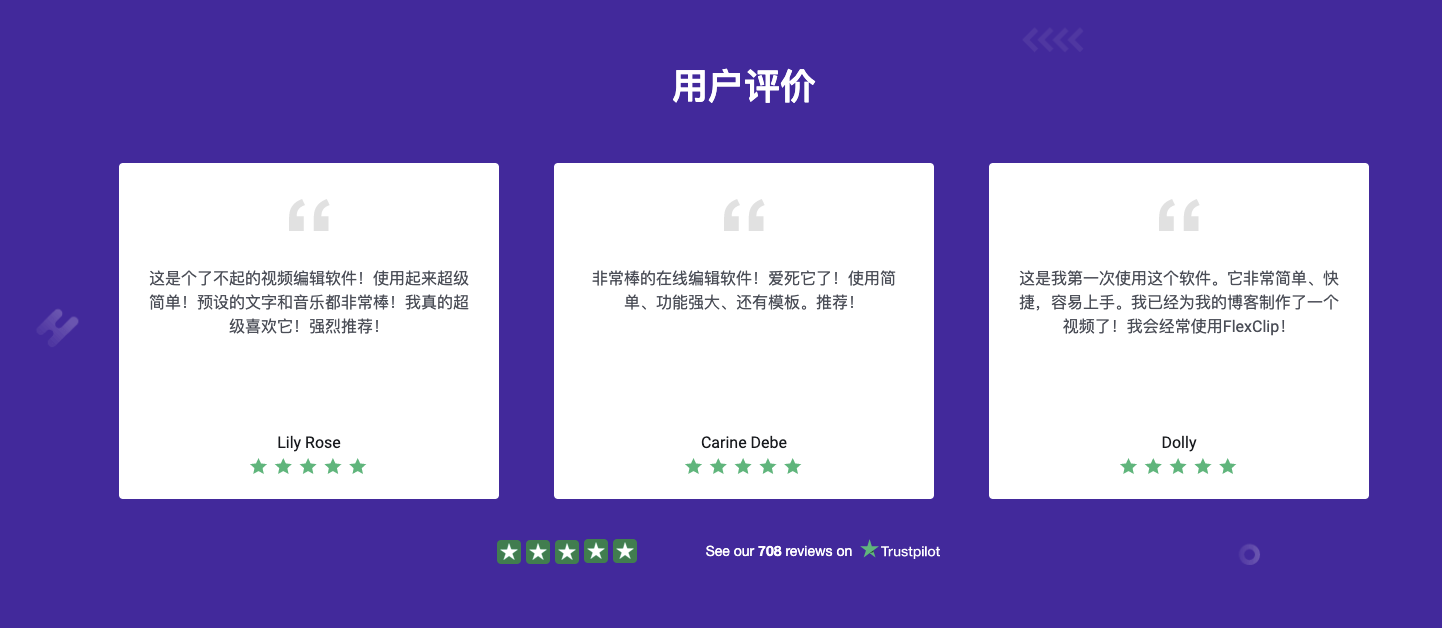 用户评价
这是个了不起的视频编辑软件！使用起来超级
简单！预设的文字和音乐都非常棒！我真的超
级喜欢它！强烈推荐！
Lily Rose
非常棒的在线编辑软件！爱死它了！使用简
单、功能强大、还有模板。推荐！
Carine Debe
这是我第一次使用这个软件。它非常简单、快
捷，容易上手。我已经为我的博客制作了一个
视频了！我会经常使用FlexClip！
Dolly
See our 708 reviews on Trustpilot